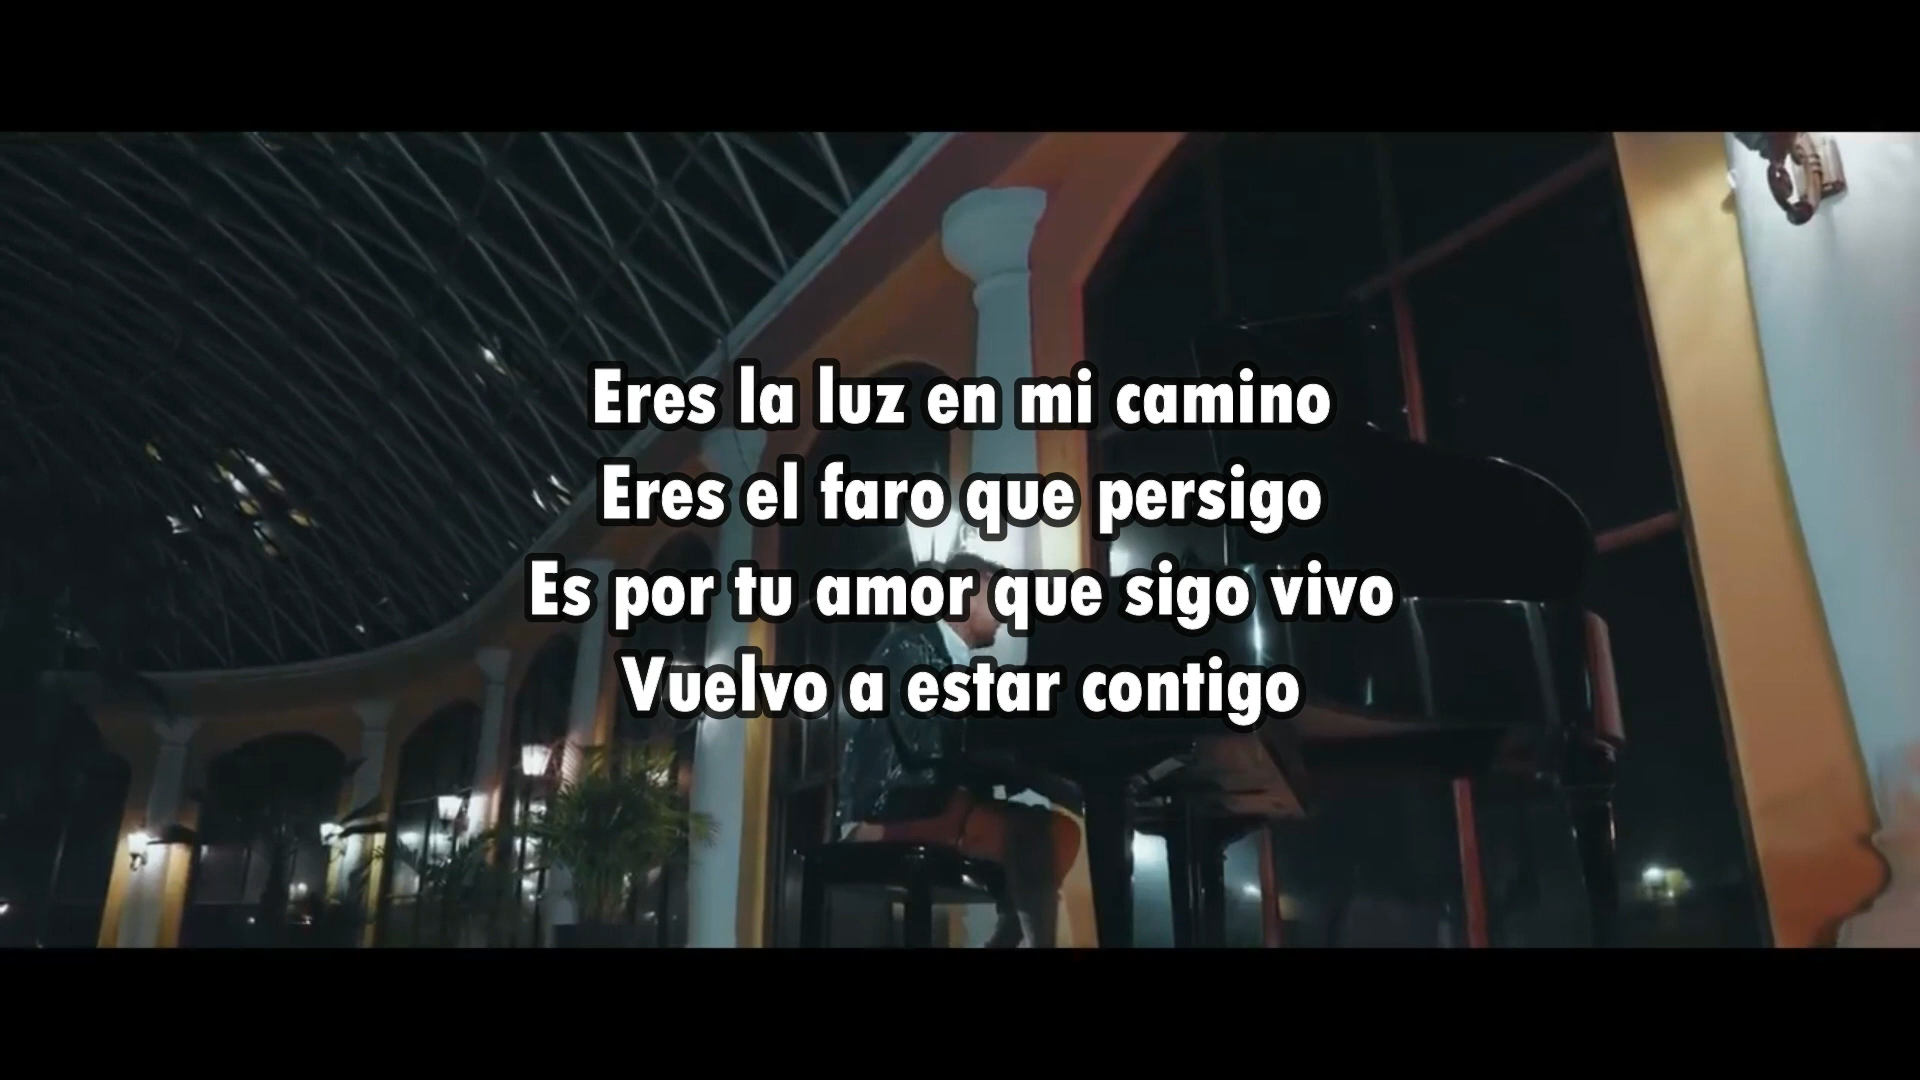 Eres la luz en mi camino
Eres el faro que persigo
Es por tu amor que sigo vivo
Vuelvo a estar contigo